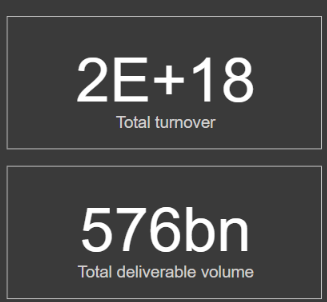 2E+18
Total turnover
576bn
Total deliverable volume